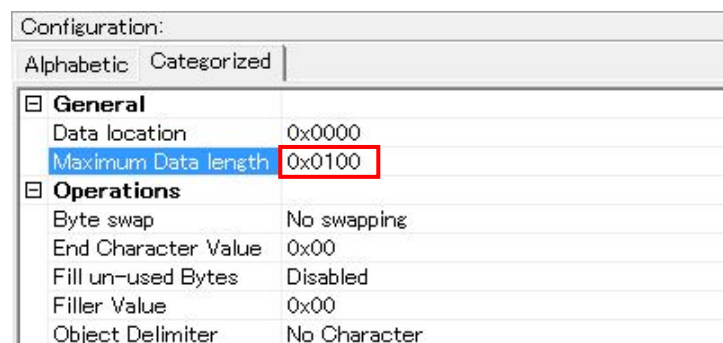 Configuration:
Alphabetic Categorized
General
Data location 0x0000
Maximum Data length 0x0100
Operations
Byte swap No swapping
End Character Value 0x00
Fill un-used Bytes Disabled
Filler Value 0x00
Object Delimiter No Character